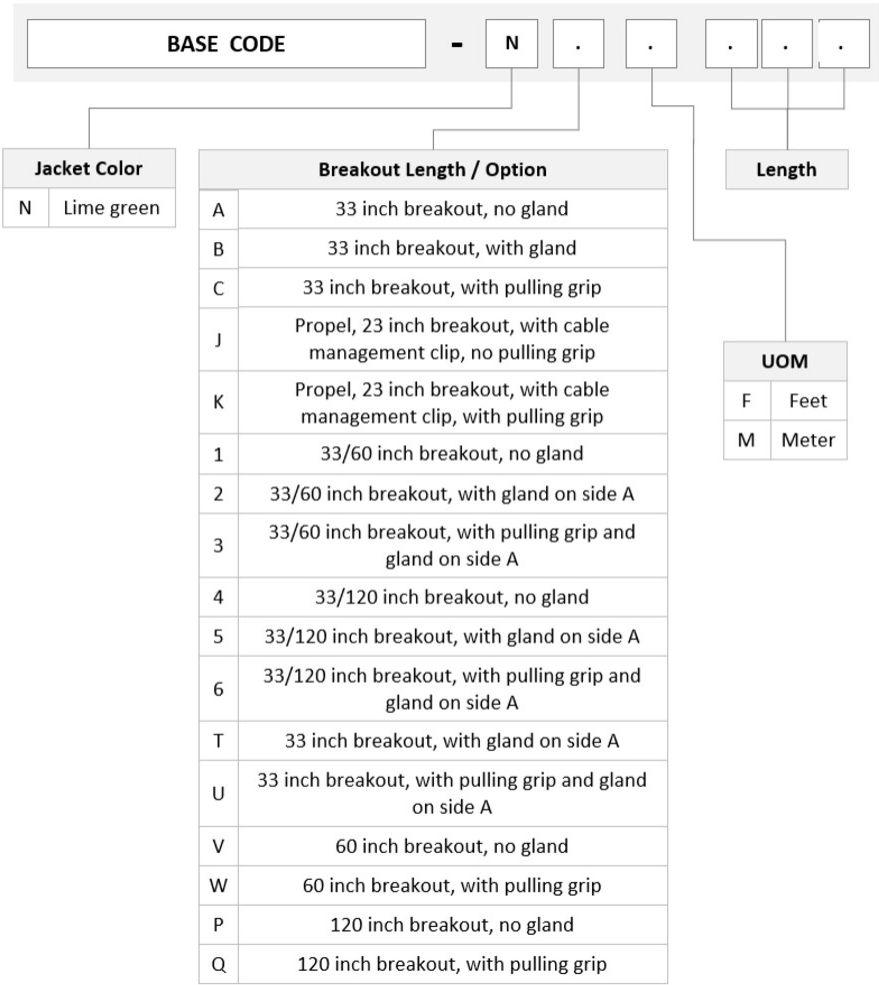 BASE CODE - N . . . . .
Jacket Color
N Lime green
Breakout Length / Option
A 33 inch breakout, no gland
B 33 inch breakout, with gland
C 33 inch breakout, with pulling grip
J Propel, 23 inch breakout, with cable
management clip, no pulling grip
K Propel, 23 inch breakout, with cable
management clip, with pulling grip
1 33/60 inch breakout, no gland
2 33/60 inch breakout, with gland on side A
3 33/60 inch breakout, with pulling grip and
gland on side A
4 33/120 inch breakout, no gland
5 33/120 inch breakout, with gland on side A
6 33/120 inch breakout, with pulling grip and
gland on side A
T 33 inch breakout, with gland on side A
U 33 inch breakout, with pulling grip and gland
on side A
V 60 inch breakout, no gland
W 60 inch breakout, with pulling grip
P 120 inch breakout, no gland
Q 120 inch breakout, with pulling grip
Length
UOM
F Feet
M Meter